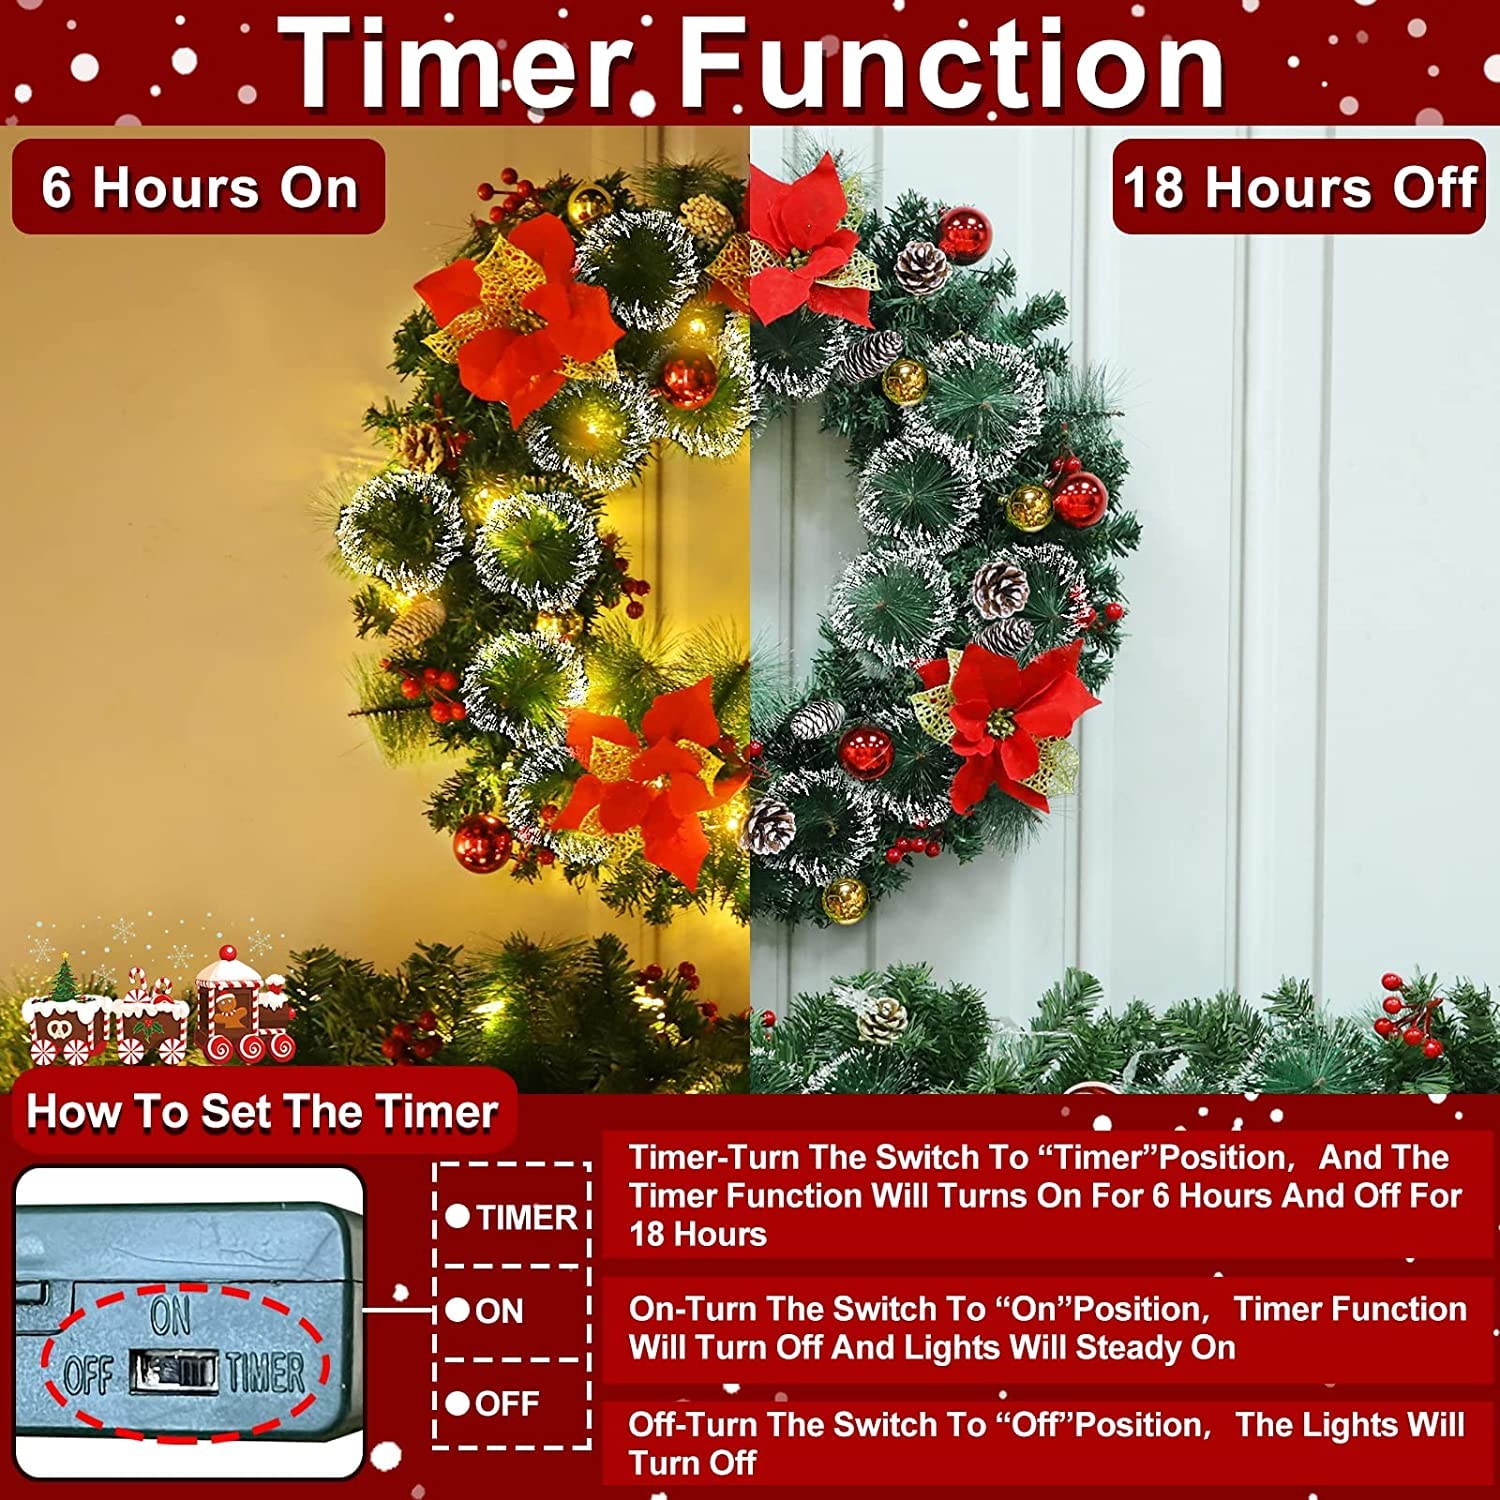 Timer Function
6 Hours On
18 Hours Off
How To Set The Timer
ON
OFF
TIMER
TIMER
ON
OFF
Timer-Turn The Switch To “Timer”Position, And The
Timer Function Will Turns On For 6 Hours And Off For
18 Hours
On-Turn The Switch To “On”Position, Timer Function
Will Turn Off And Lights Will Steady On
Off-Turn The Switch To “Off”Position, The Lights Will
Turn Off